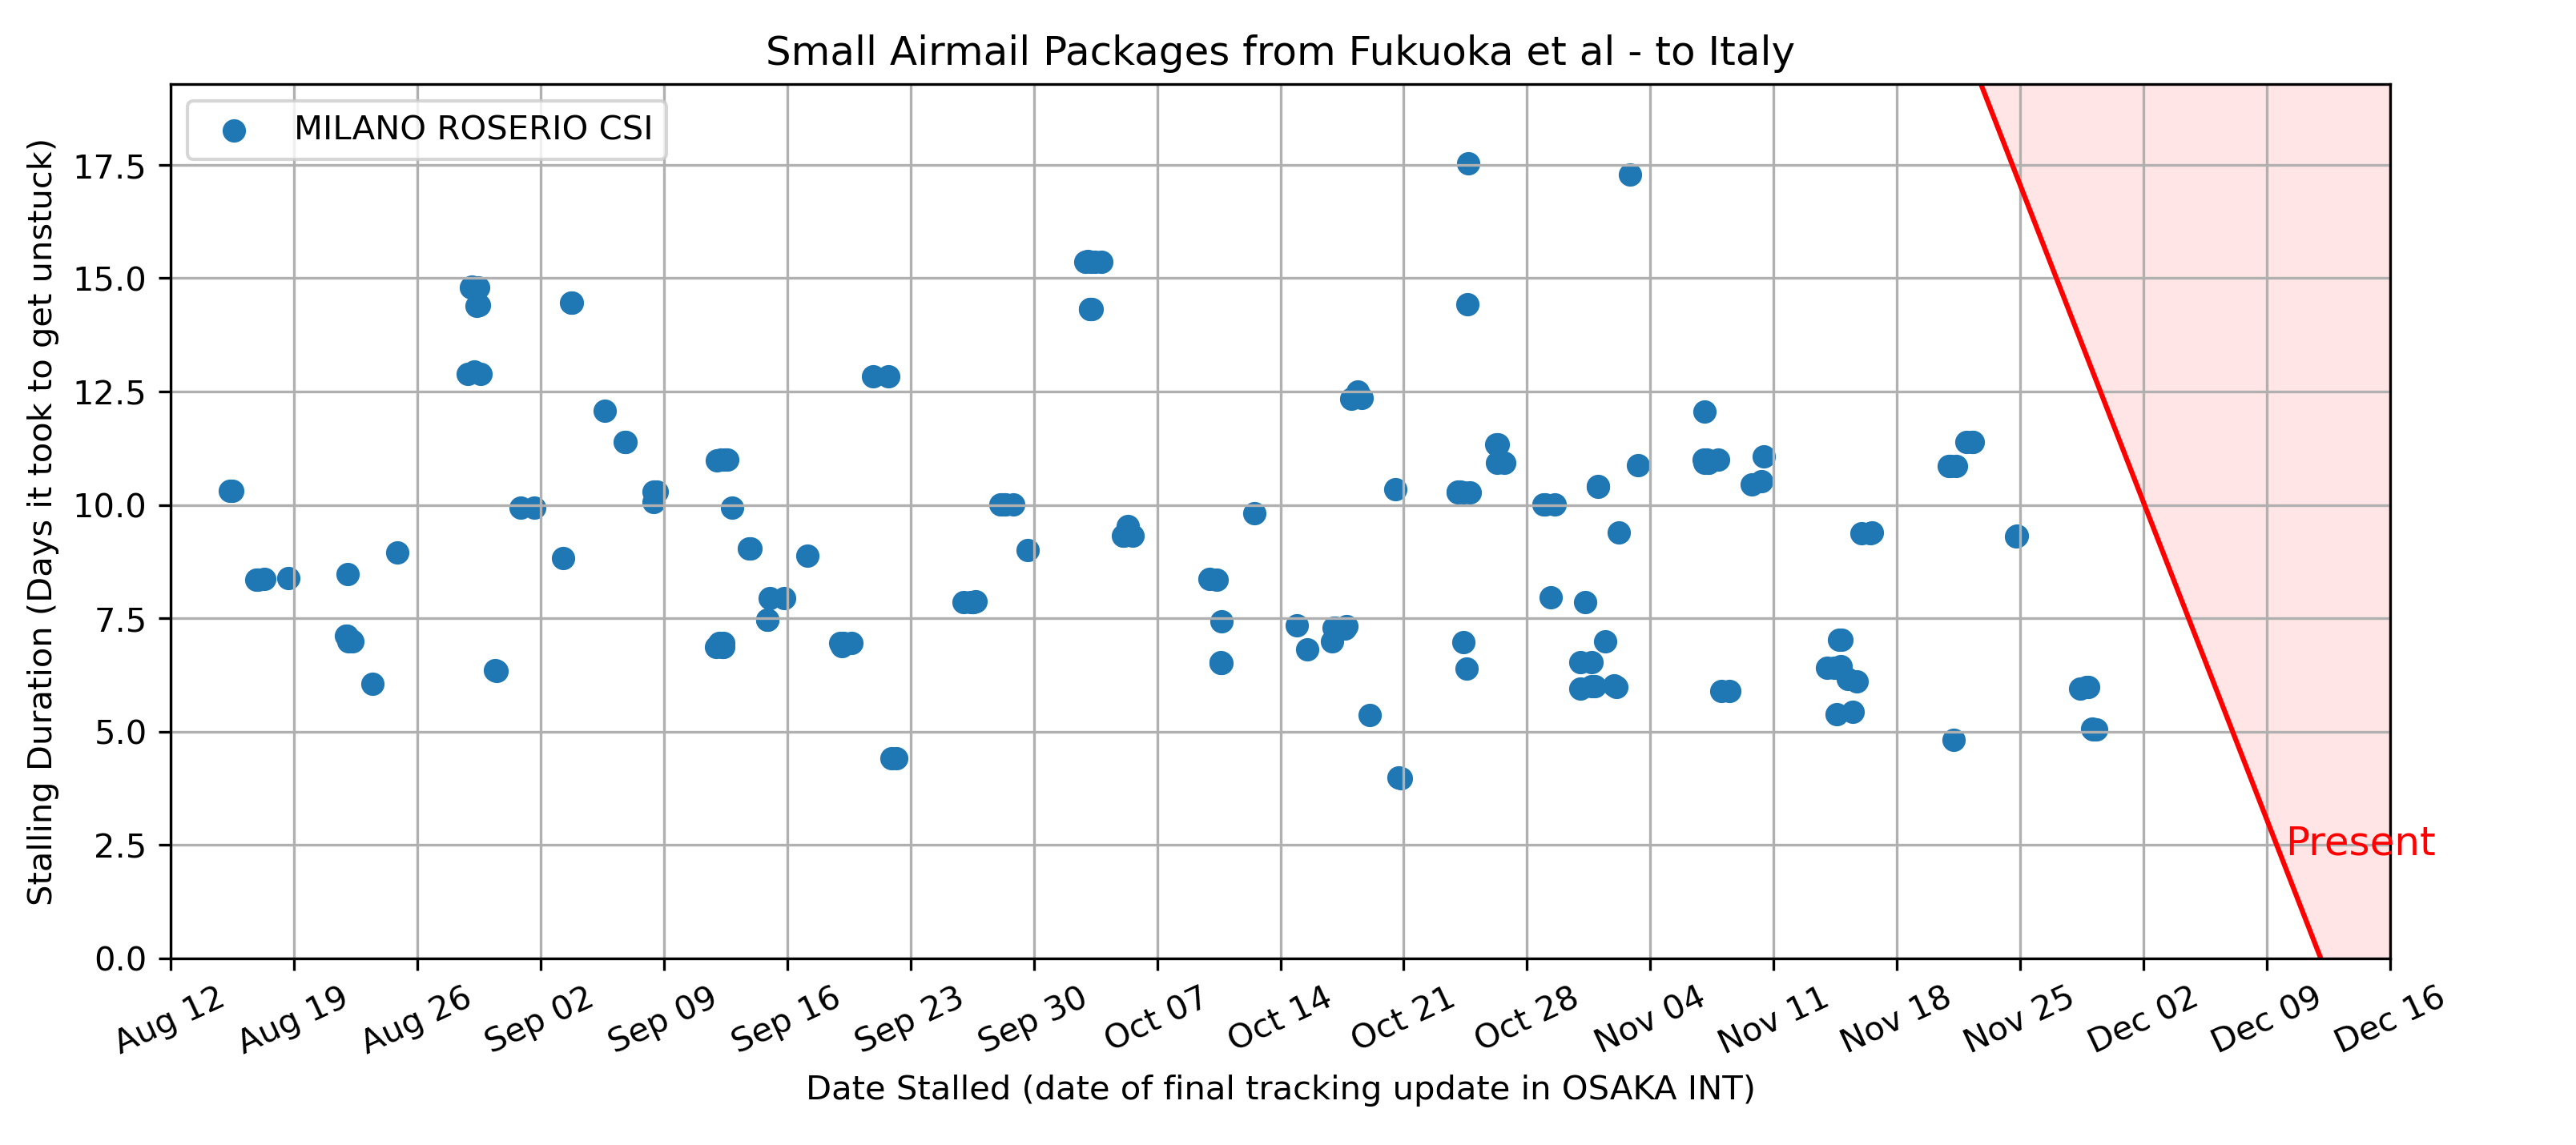 Small Airmail Packages from Fukuoka et al - to Italy
MILANO ROSERIO CSI
Stalling Duration (Days it took to get unstuck)
17.5
15.0
12.5
10.0
7.5
5.0
2.5
0.0
Present
Aug 12 Aug 19 Aug 26 Sep 02 Sep 09 Sep 16 Sep 23 Sep 30 Oct 07 Oct 14 Oct 21 Oct 28 Nov 04 Nov 11 Nov 18 Nov 25 Dec 02 Dec 09 Dec 16
Date Stalled (date of final tracking update in OSAKA INT)